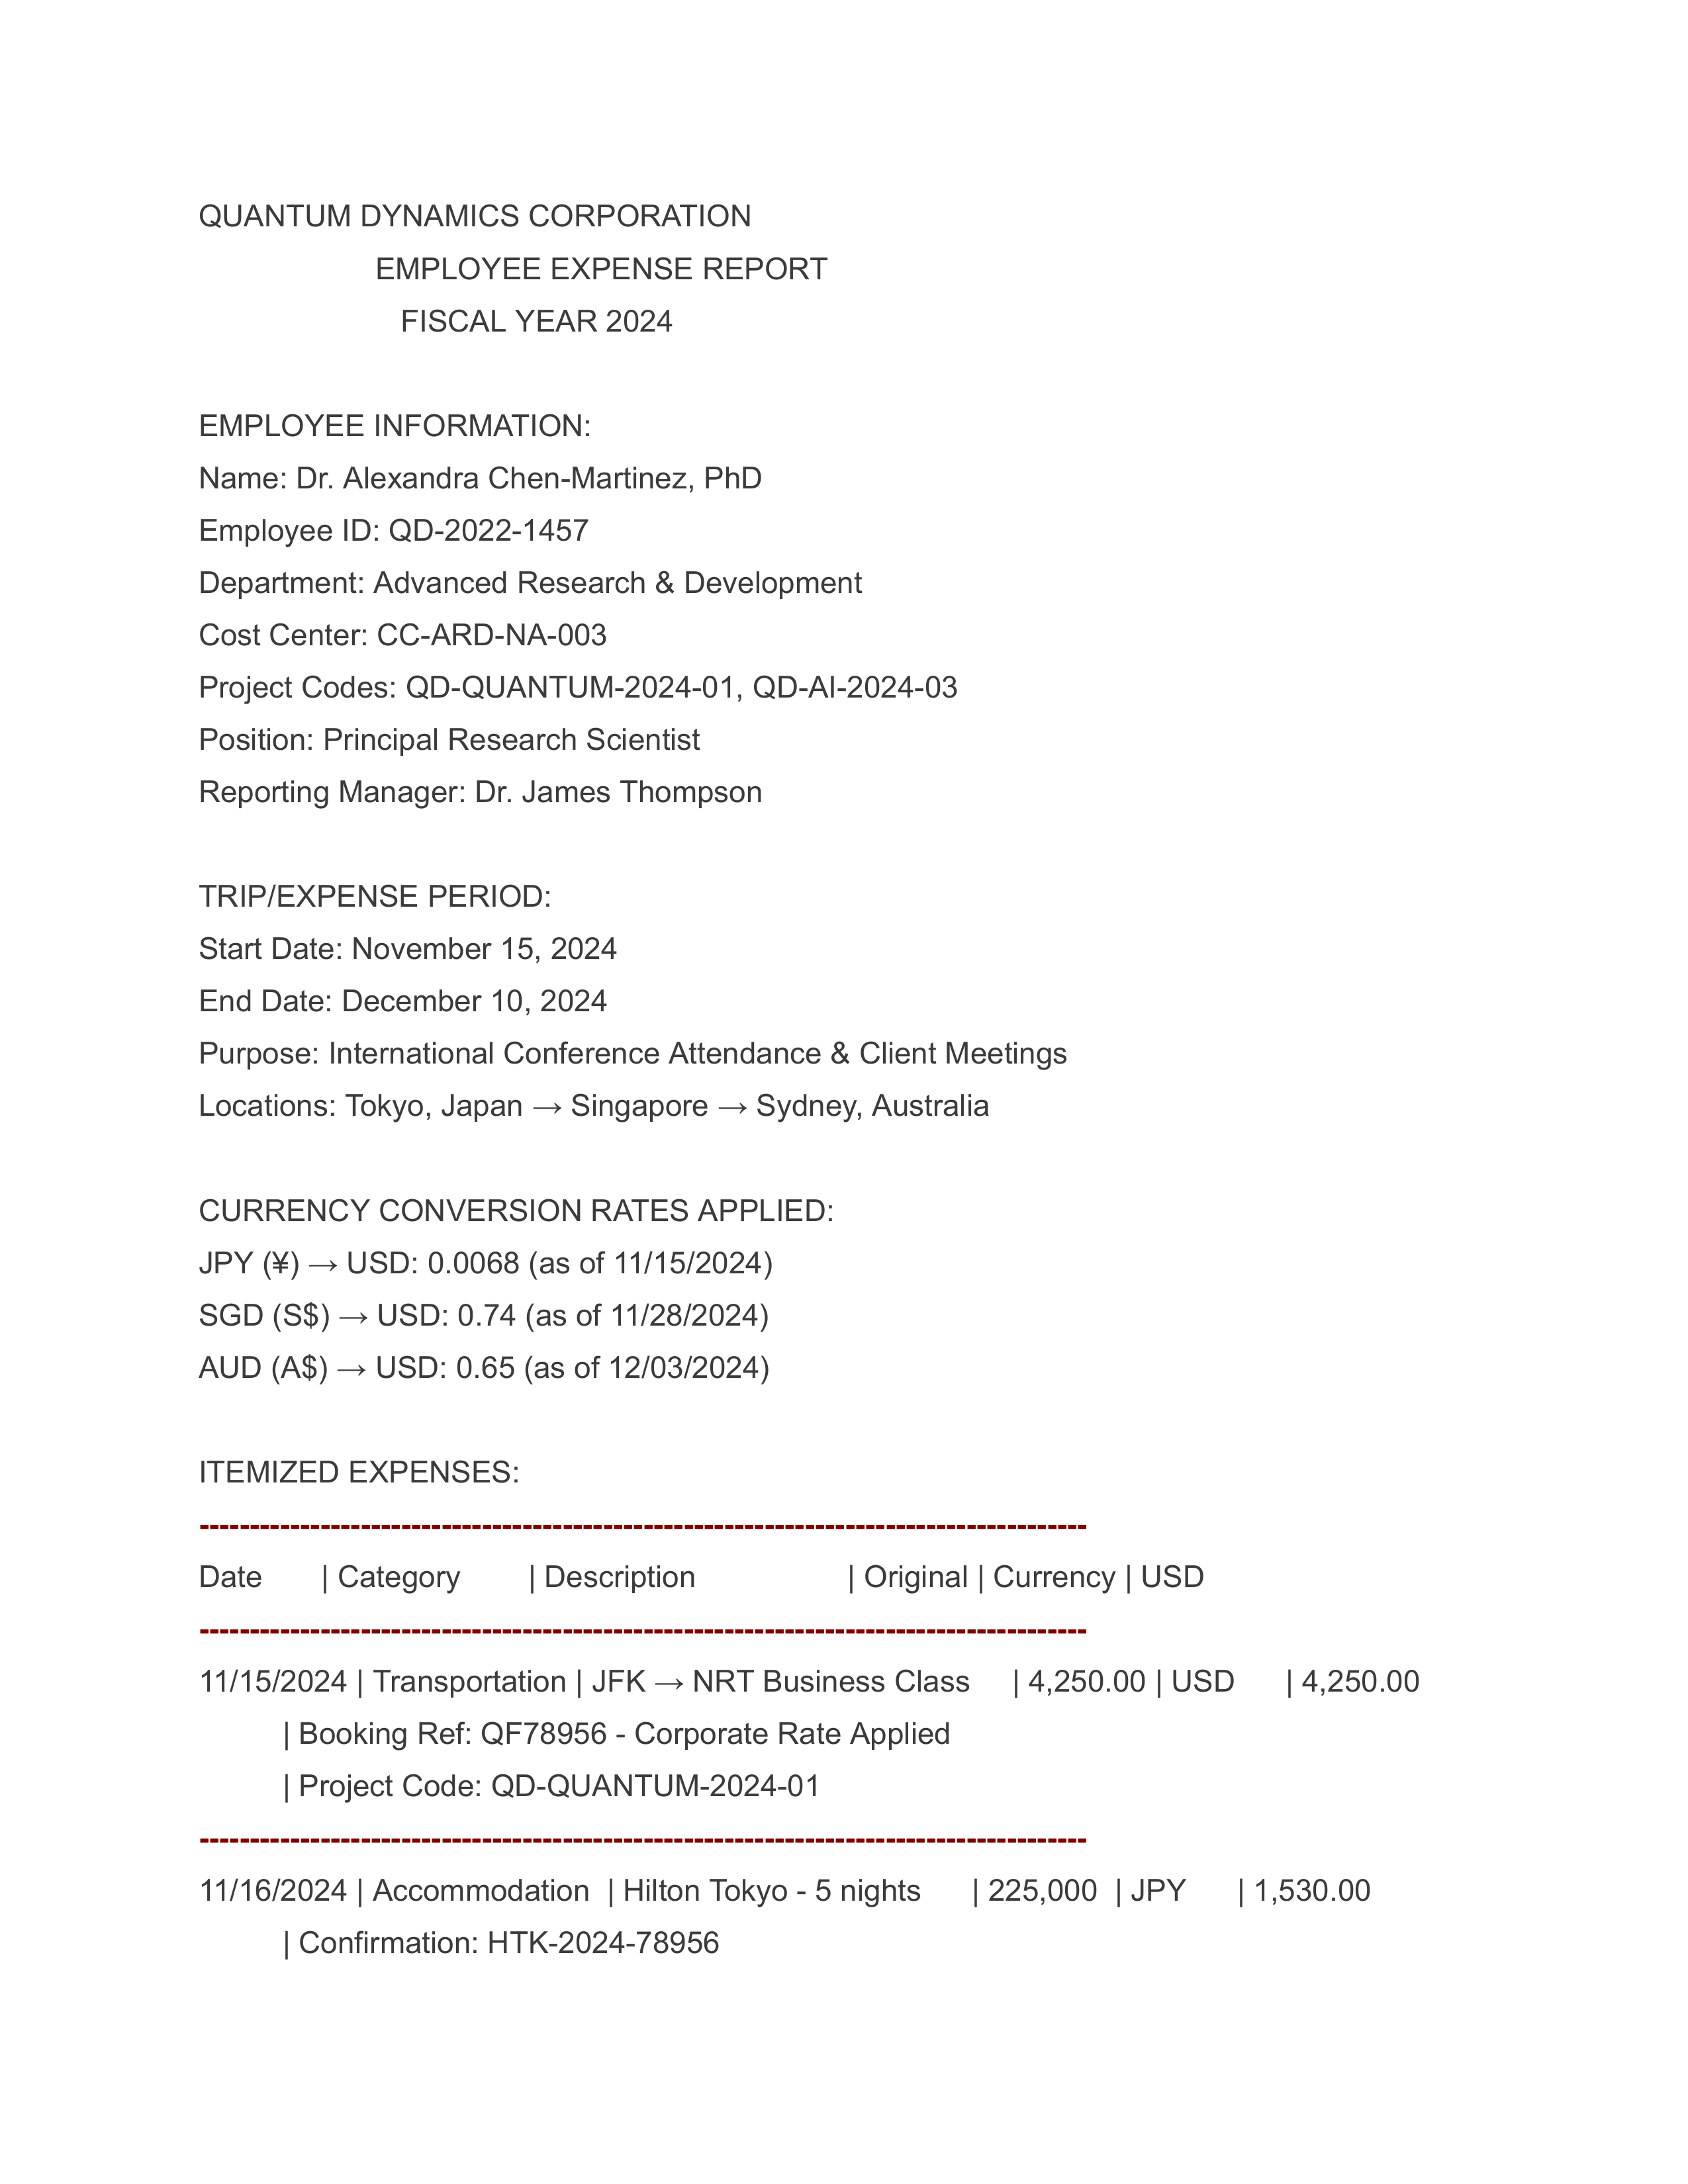 QUANTUM DYNAMICS CORPORATION
EMPLOYEE EXPENSE REPORT
FISCAL YEAR 2024
EMPLOYEE INFORMATION:
Name: Dr. Alexandra Chen-Martinez, PhD
Employee ID: QD-2022-1457
Department: Advanced Research & Development
Cost Center: CC-ARD-NA-003
Project Codes: QD-QUANTUM-2024-01, QD-AI-2024-03
Position: Principal Research Scientist
Reporting Manager: Dr. James Thompson
TRIP/EXPENSE PERIOD:
Start Date: November 15, 2024
End Date: December 10, 2024
Purpose: International Conference Attendance & Client Meetings
Locations: Tokyo, Japan → Singapore → Sydney, Australia
CURRENCY CONVERSION RATES APPLIED:
JPY (¥) → USD: 0.0068 (as of 11/15/2024)
SGD (S$) → USD: 0.74 (as of 11/28/2024)
AUD (A$) → USD: 0.65 (as of 12/03/2024)
ITEMIZED EXPENSES:
----------------------------------------------------------------------------------------
Date | Category | Description | Original | Currency | USD
----------------------------------------------------------------------------------------
11/15/2024 | Transportation | JFK → NRT Business Class | 4,250.00 | USD | 4,250.00
| Booking Ref: QF78956 - Corporate Rate Applied
| Project Code: QD-QUANTUM-2024-01
----------------------------------------------------------------------------------------
11/16/2024 | Accommodation | Hilton Tokyo - 5 nights | 225,000 | JPY | 1,530.00
| Confirmation: HTK-2024-78956